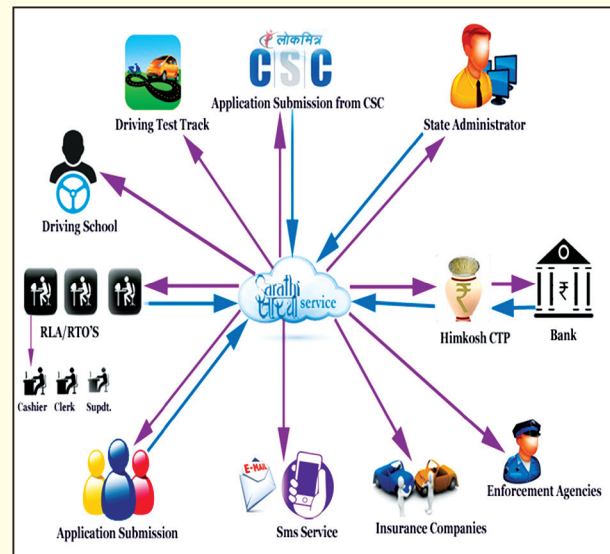 लोकमित्र
CSC
Application Submission from CSC
Driving Test Track
State Administrator
Driving School
Sarathi
सारथी service
RLA/RTO'S
Cashier Clerk Supdt.
₹
Himkosh CTP
₹
Bank
Application Submission
E-MAIL
Sms Service
Insurance Companies
Enforcement Agencies